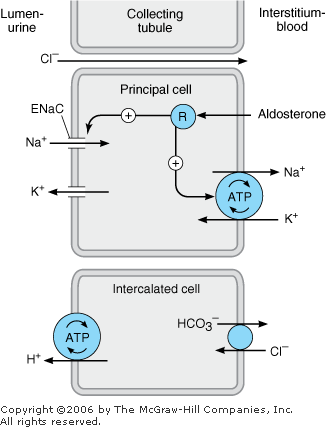 Lumen-
urine
Collecting
tubule
Interstitium-
blood
Cl⁻
Principal cell
ENaC
+
R
Aldosterone
Na⁺
+
Na⁺
K⁺
ATP
K⁺
Intercalated cell
HCO₃⁻
ATP
H⁺
Cl⁻
Copyright ©2006 by The McGraw-Hill Companies, Inc.
All rights reserved.